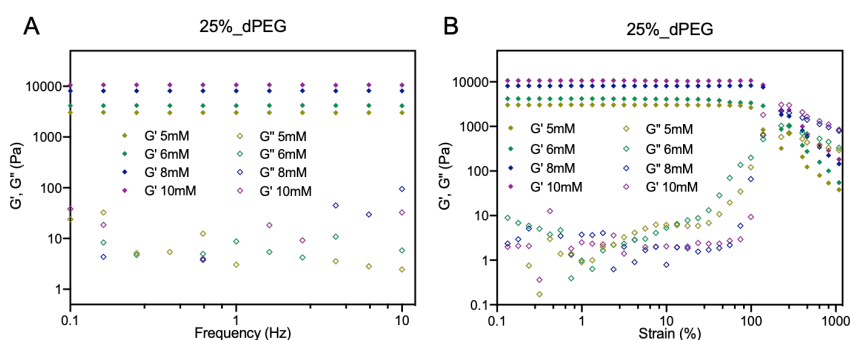 A
25%_dPEG
G', G'' (Pa)
10000
1000
100
10
1
G' 5mM
G' 6mM
G' 8mM
G' 10mM
G'' 5mM
G'' 6mM
G'' 8mM
G' 10mM
0.1
1
10
Frequency (Hz)
B
25%_dPEG
G', G'' (Pa)
10000
1000
100
10
1
0.1
G' 5mM
G' 6mM
G' 8mM
G' 10mM
G'' 5mM
G'' 6mM
G'' 8mM
G' 10mM
0.1
1
10
100
1000
Strain (%)